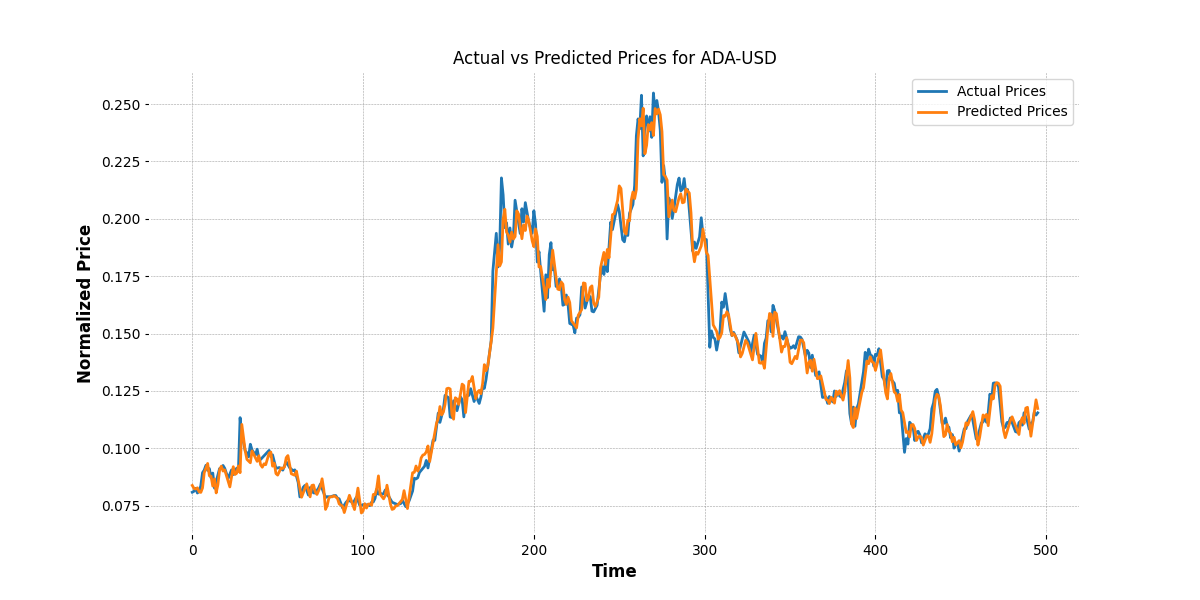 Actual vs Predicted Prices for ADA-USD
Actual Prices
Predicted Prices
Normalized Price
0.250
0.225
0.200
0.175
0.150
0.125
0.100
0.075
0 100 200 300 400 500
Time